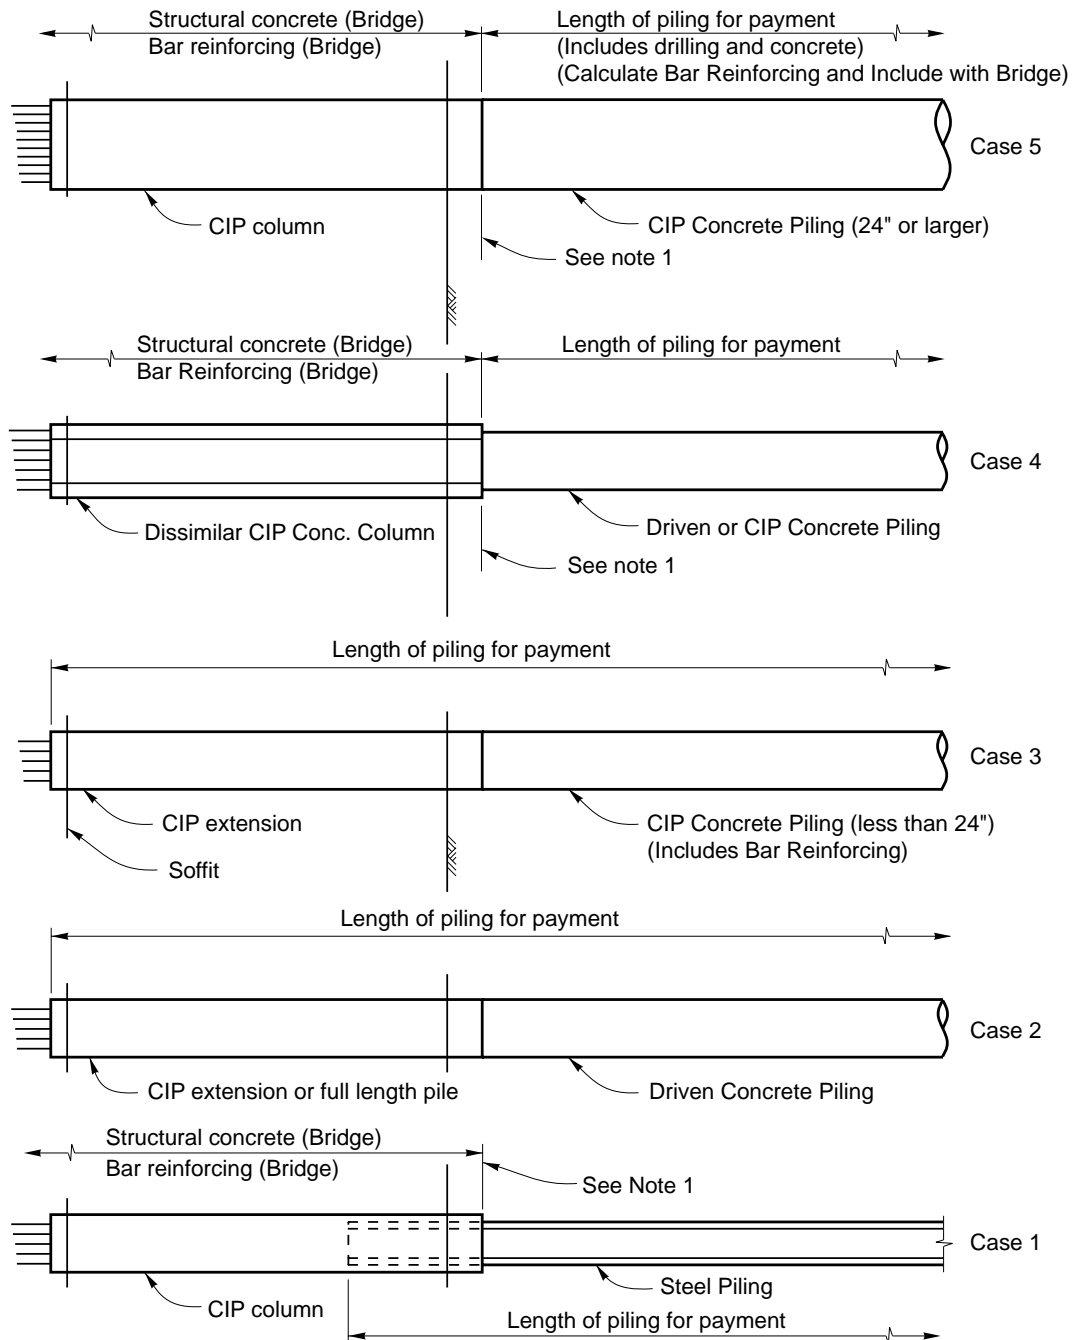 Structural concrete (Bridge)
Bar reinforcing (Bridge)
Length of piling for payment
(Includes drilling and concrete)
(Calculate Bar Reinforcing and Include with Bridge)
Case 5
CIP column
CIP Concrete Piling (24" or larger)
See note 1
Structural concrete (Bridge)
Bar Reinforcing (Bridge)
Length of piling for payment
Case 4
Dissimilar CIP Conc. Column
Driven or CIP Concrete Piling
See note 1
Length of piling for payment
Case 3
CIP extension
CIP Concrete Piling (less than 24")
(Includes Bar Reinforcing)
Soffit
Length of piling for payment
Case 2
CIP extension or full length pile
Driven Concrete Piling
Structural concrete (Bridge)
Bar reinforcing (Bridge)
See Note 1
Case 1
Steel Piling
CIP column
Length of piling for payment